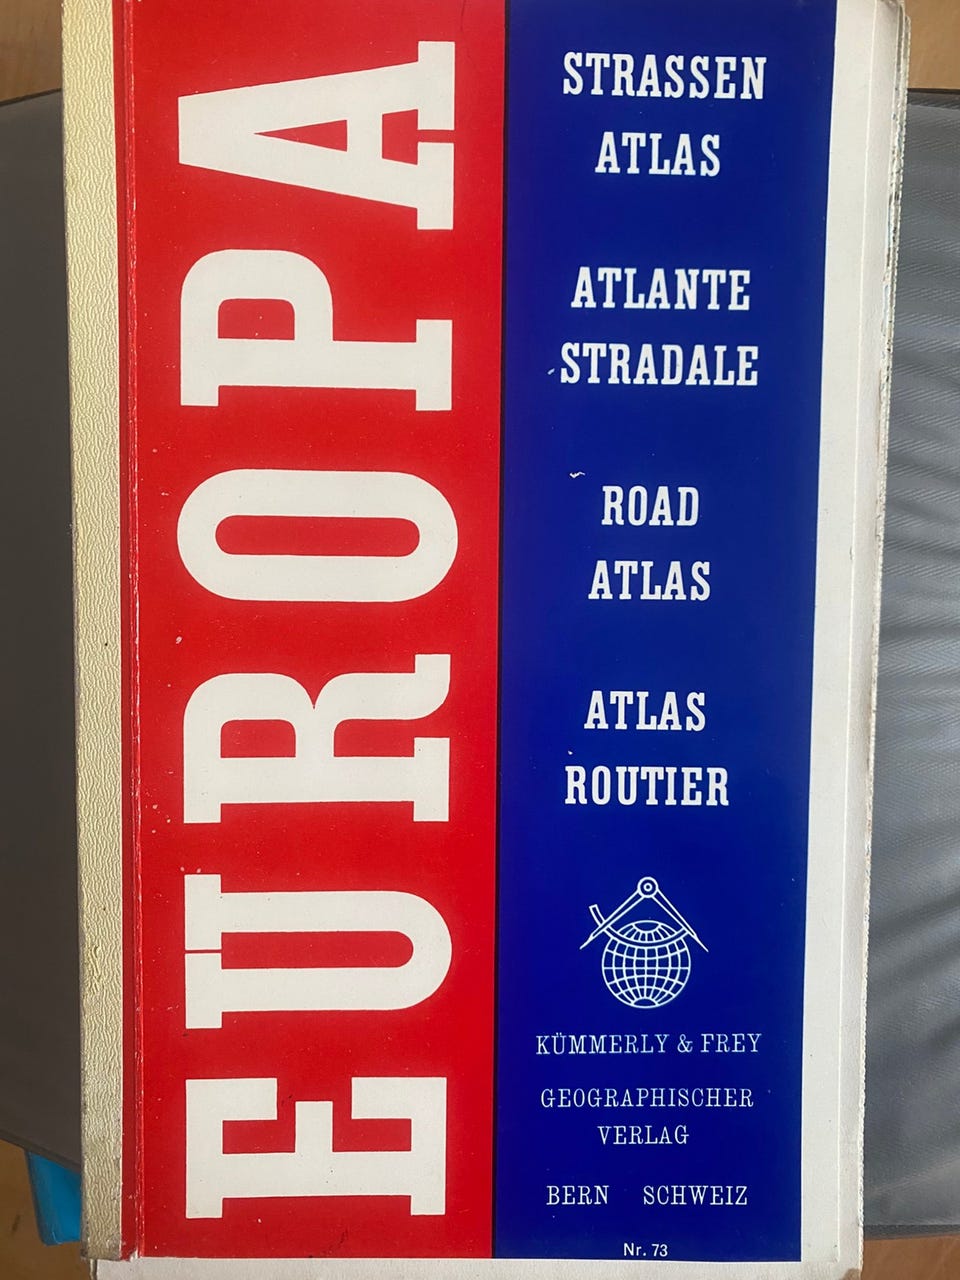 EUROPA
STRASSEN
ATLAS
ATLANTE
STRADALE
ROAD
ATLAS
ATLAS
ROUTIER
KÜMMERLY & FREY
GEOGRAPHISCHER
VERLAG
BERN SCHWEIZ
Nr. 73